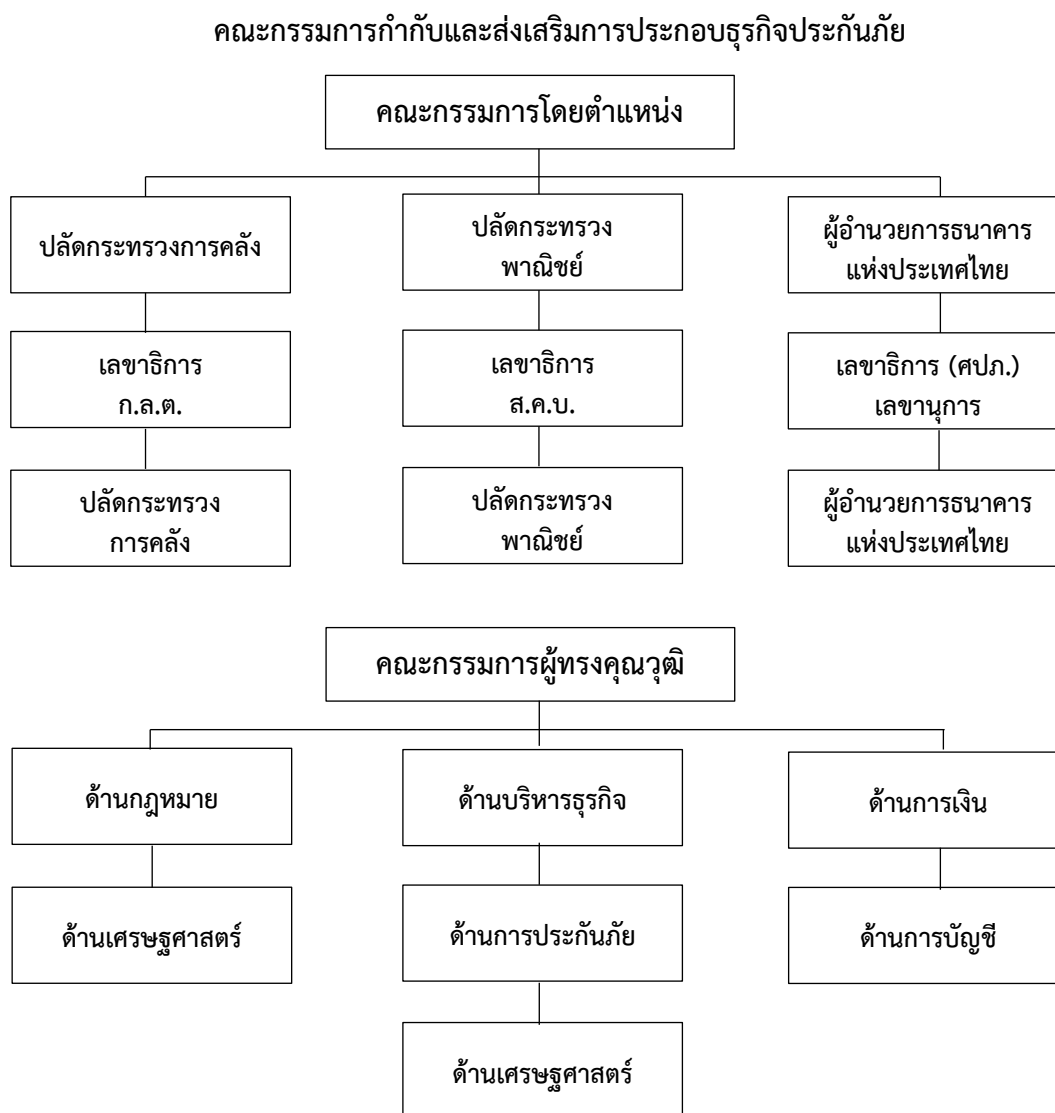 คณะกรรมการกำกับและส่งเสริมการประกอบธุรกิจประกันภัย
คณะกรรมการโดยตำแหน่ง
ปลัดกระทรวงการคลัง
ปลัดกระทรวง
พาณิชย์
ผู้อำนวยการธนาคาร
แห่งประเทศไทย
เลขาธิการ
ก.ล.ต.
เลขาธิการ
ส.ค.บ.
เลขาธิการ (ศปภ.)
เลขานุการ
ปลัดกระทรวง
การคลัง
ปลัดกระทรวง
พาณิชย์
ผู้อำนวยการธนาคาร
แห่งประเทศไทย
คณะกรรมการผู้ทรงคุณวุฒิ
ด้านกฎหมาย
ด้านบริหารธุรกิจ
ด้านการเงิน
ด้านเศรษฐศาสตร์
ด้านการประกันภัย
ด้านการบัญชี
ด้านเศรษฐศาสตร์